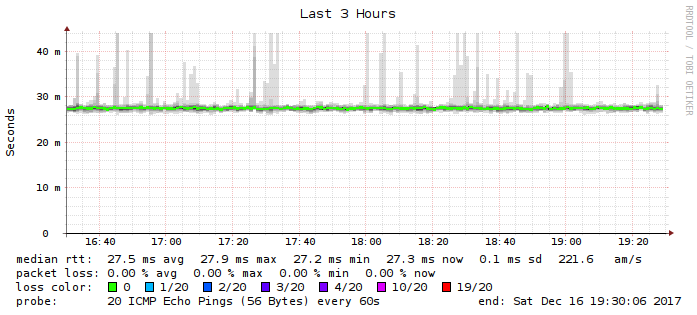 Last 3 Hours
RRDTOOL / TOBI OETIKER
Seconds
40 m
30 m
20 m
10 m
0
16:40 17:00 17:20 17:40 18:00 18:20 18:40 19:00 19:20
median rtt: 27.5 ms avg 27.9 ms max 27.2 ms min 27.3 ms now 0.1 ms sd 221.6 am/s
packet loss: 0.00 % avg 0.00 % max 0.00 % min 0.00 % now
loss color: 0 1/20 2/20 3/20 4/20 10/20 19/20
probe: 20 ICMP Echo Pings (56 Bytes) every 60s end: Sat Dec 16 19:30:06 2017